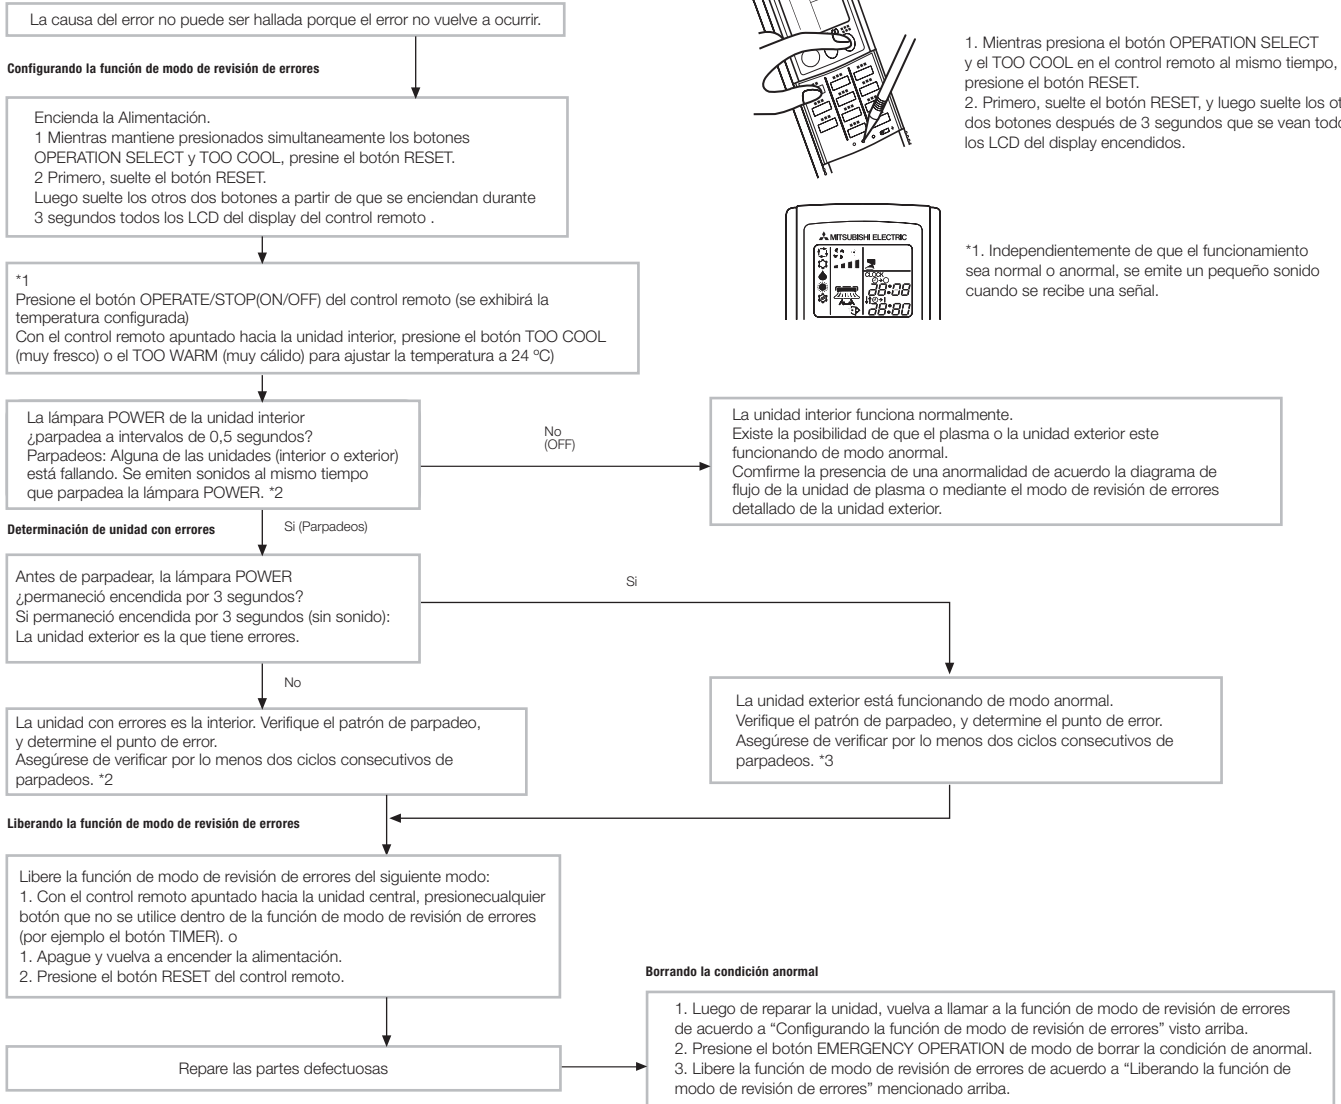 La causa del error no puede ser hallada porque el error no vuelve a ocurrir.
Configurando la función de modo de revisión de errores
Encienda la Alimentación.
1 Mientras mantiene presionados simultaneamente los botones
OPERATION SELECT y TOO COOL, presine el botón RESET.
2 Primero, suelte el botón RESET.
Luego suelte los otros dos botones a partir de que se enciendan durante
3 segundos todos los LCD del display del control remoto .
1. Mientras presiona el botón OPERATION SELECT
y el TOO COOL en el control remoto al mismo tiempo,
presione el botón RESET.
2. Primero, suelte el botón RESET, y luego suelte los ot
dos botones después de 3 segundos que se vean todo
los LCD del display encendidos.
MITSUBISHI ELECTRIC
CLOCK
*1. Independientemente de que el funcionamiento
sea normal o anormal, se emite un pequeño sonido
cuando se recibe una señal.
*1
Presione el botón OPERATE/STOP(ON/OFF) del control remoto (se exhibirá la
temperatura configurada)
Con el control remoto apuntado hacia la unidad interior, presione el botón TOO COOL
(muy fresco) o el TOO WARM (muy cálido) para ajustar la temperatura a 24 ºC)
La lámpara POWER de la unidad interior
¿parpadea a intervalos de 0,5 segundos?
Parpadeos: Alguna de las unidades (interior o exterior)
está fallando. Se emiten sonidos al mismo tiempo
que parpadea la lámpara POWER. *2
No
(OFF)
La unidad interior funciona normalmente.
Existe la posibilidad de que el plasma o la unidad exterior este
funcionando de modo anormal.
Comfirme la presencia de una anormalidad de acuerdo la diagrama de
flujo de la unidad de plasma o mediante el modo de revisión de errores
detallado de la unidad exterior.
Determinación de unidad con errores
Si (Parpadeos)
Antes de parpadear, la lámpara POWER
¿permaneció encendida por 3 segundos?
Si permaneció encendida por 3 segundos (sin sonido):
La unidad exterior es la que tiene errores.
Si
No
La unidad con errores es la interior. Verifique el patrón de parpadeo,
y determine el punto de error.
Asegúrese de verificar por lo menos dos ciclos consecutivos de
parpadeos. *2
La unidad exterior está funcionando de modo anormal.
Verifique el patrón de parpadeo, y determine el punto de error.
Asegúrese de verificar por lo menos dos ciclos consecutivos de
parpadeos. *3
Liberando la función de modo de revisión de errores
Libere la función de modo de revisión de errores del siguiente modo:
1. Con el control remoto apuntado hacia la unidad central, presionecualquier
botón que no se utilice dentro de la función de modo de revisión de errores
(por ejemplo el botón TIMER). o
1. Apague y vuelva a encender la alimentación.
2. Presione el botón RESET del control remoto.
Repare las partes defectuosas
Borrando la condición anormal
1. Luego de reparar la unidad, vuelva a llamar a la función de modo de revisión de errores
de acuerdo a “Configurando la función de modo de revisión de errores” visto arriba.
2. Presione el botón EMERGENCY OPERATION de modo de borrar la condición de anormal.
3. Libere la función de modo de revisión de errores de acuerdo a “Liberando la función de
modo de revisión de errores” mencionado arriba.